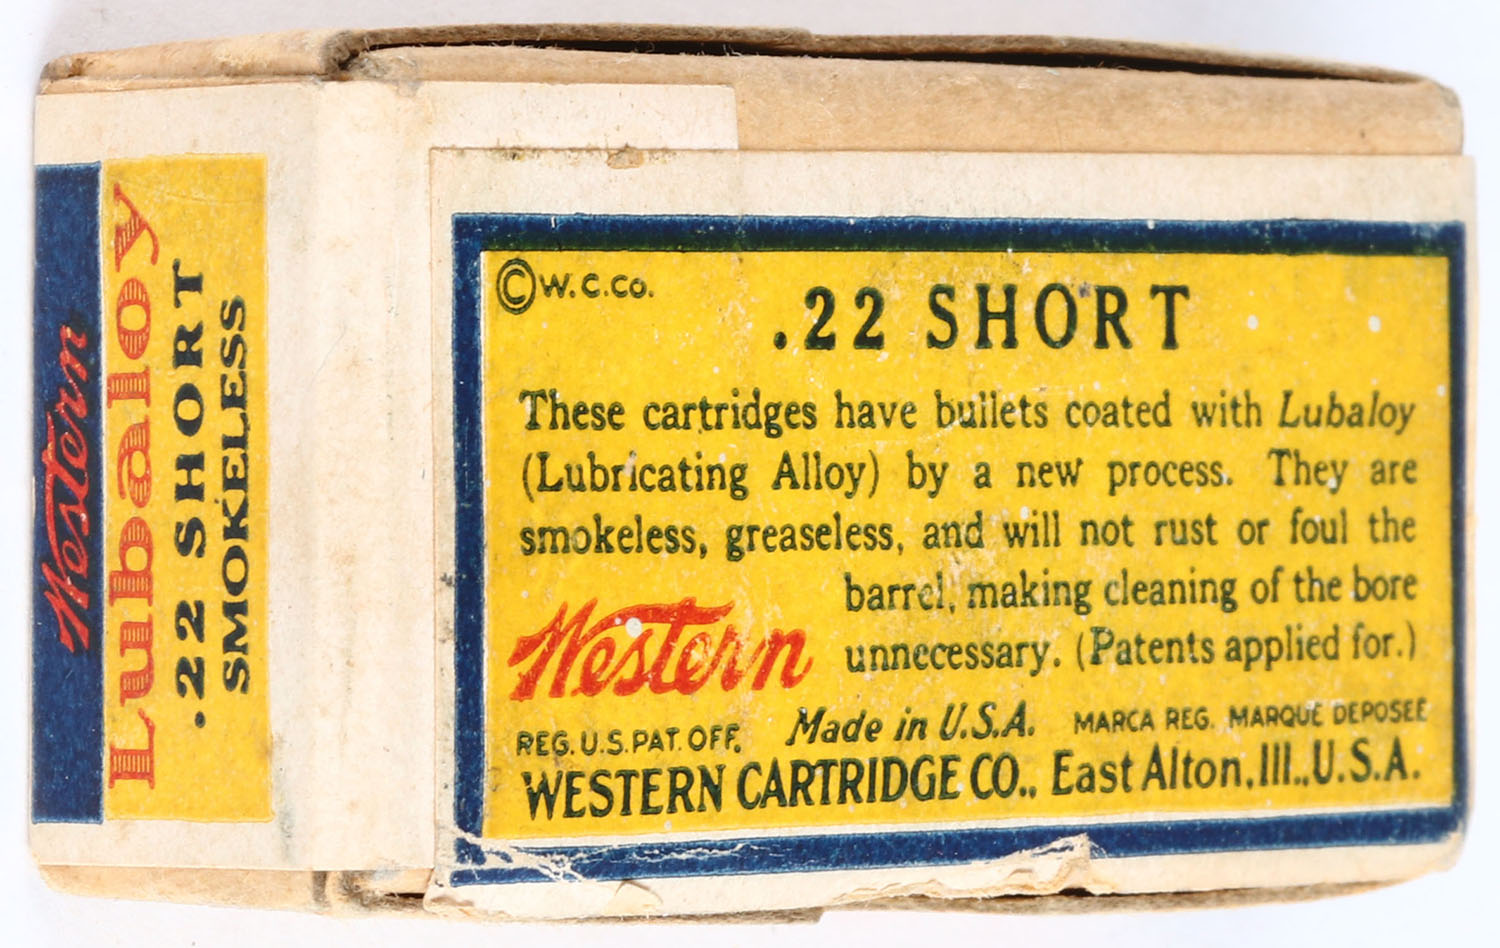 Western
Lubaloy
.22 SHORT
SMOKELESS
© W.C.Co.
.22 SHORT
These cartridges have bullets coated with Lubaloy
(Lubricating Alloy) by a new process. They are
smokeless, greaseless, and will not rust or foul the
barrel, making cleaning of the bore
unnecessary. (Patents applied for.)
Western
REG. U.S. PAT. OFF. Made in U.S.A. MARCA REG. MARQUE DEPOSEE
WESTERN CARTRIDGE CO., East Alton, Ill., U.S.A.